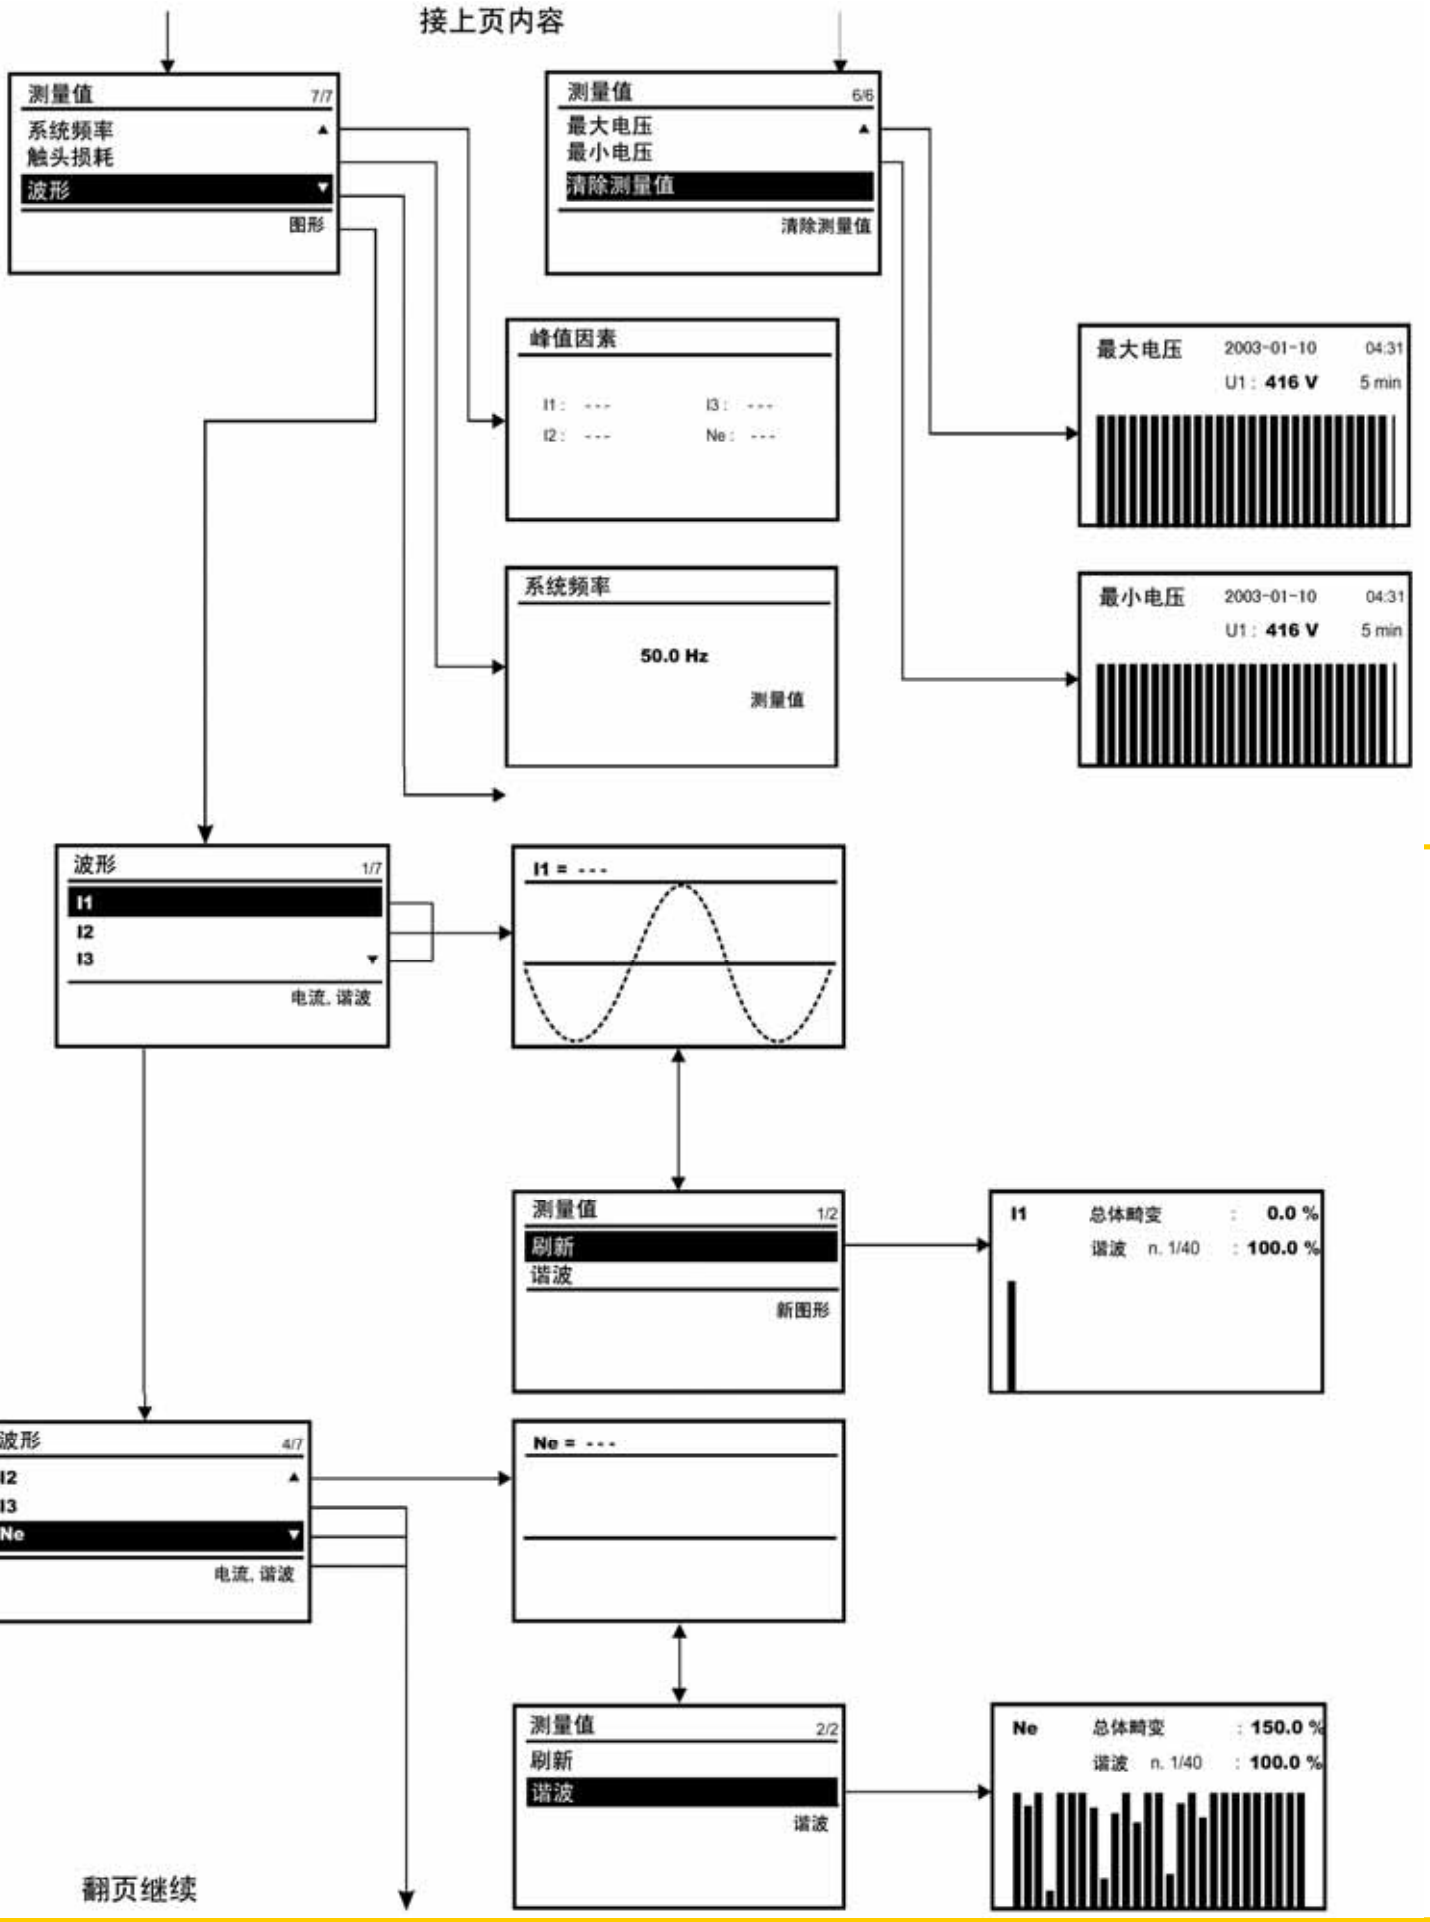 接上页内容
测量值 7/7
系统频率 ▲
触头损耗
波形 ▼
图形
测量值 6/6
最大电压 ▲
最小电压
清除测量值
清除测量值
峰值因素
I1: --- I3: ---
I2: --- Ne: ---
最大电压 2003-01-10 04:31
U1: 416 V 5 min
系统频率
50.0 Hz
测量值
最小电压 2003-01-10 04:31
U1: 416 V 5 min
波形 1/7
I1
I2
I3 ▼
电流, 谐波
I1 = ---
测量值 1/2
刷新
谐波
新图形
I1 总体畸变 : 0.0 %
谐波 n. 1/40 : 100.0 %
波形 4/7
I2 ▲
I3
Ne ▼
电流, 谐波
Ne = ---
测量值 2/2
刷新
谐波
谐波
Ne 总体畸变 : 150.0 %
谐波 n. 1/40 : 100.0 %
翻页继续